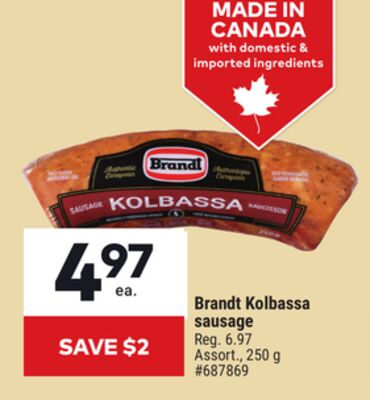 MADE IN
CANADA
with domestic &
imported ingredients
Authentic
European
Brandt
Authentique
Européen
SAUSAGE
KOLBASSA
SAUCISSON
250g
4.97
ea.
SAVE $2
Brandt Kolbassa
sausage
Reg. 6.97
Assort., 250 g
#687869